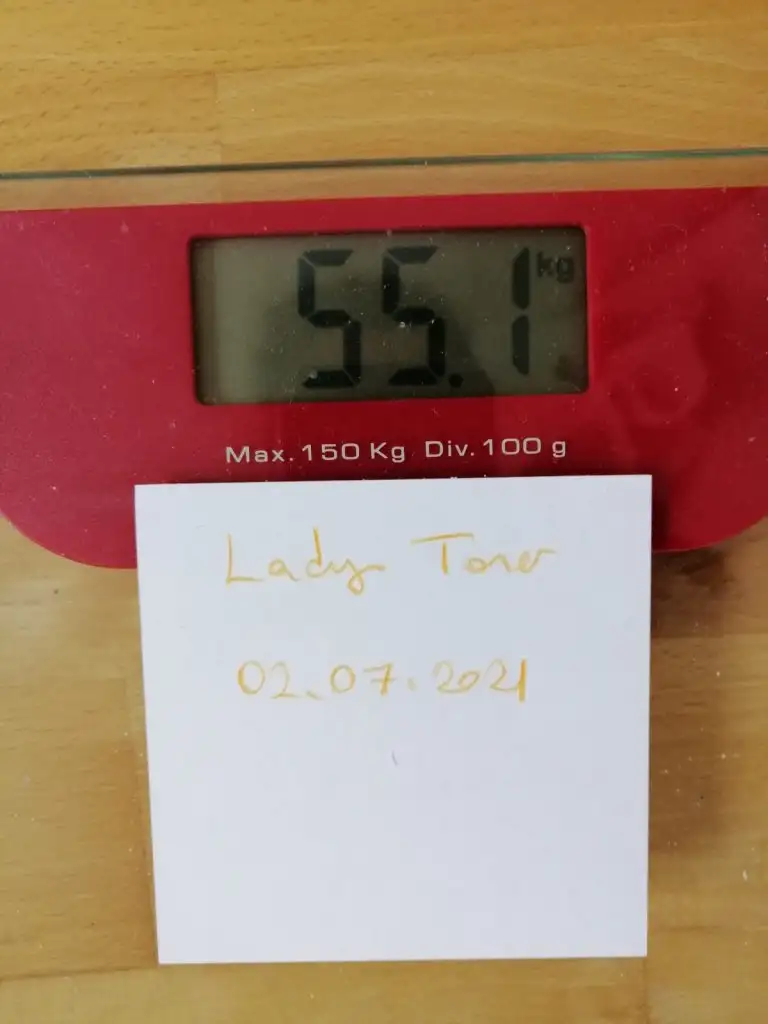 55.1 kg
Max. 150 Kg Div. 100 g
Lady Toner
02.07.2021